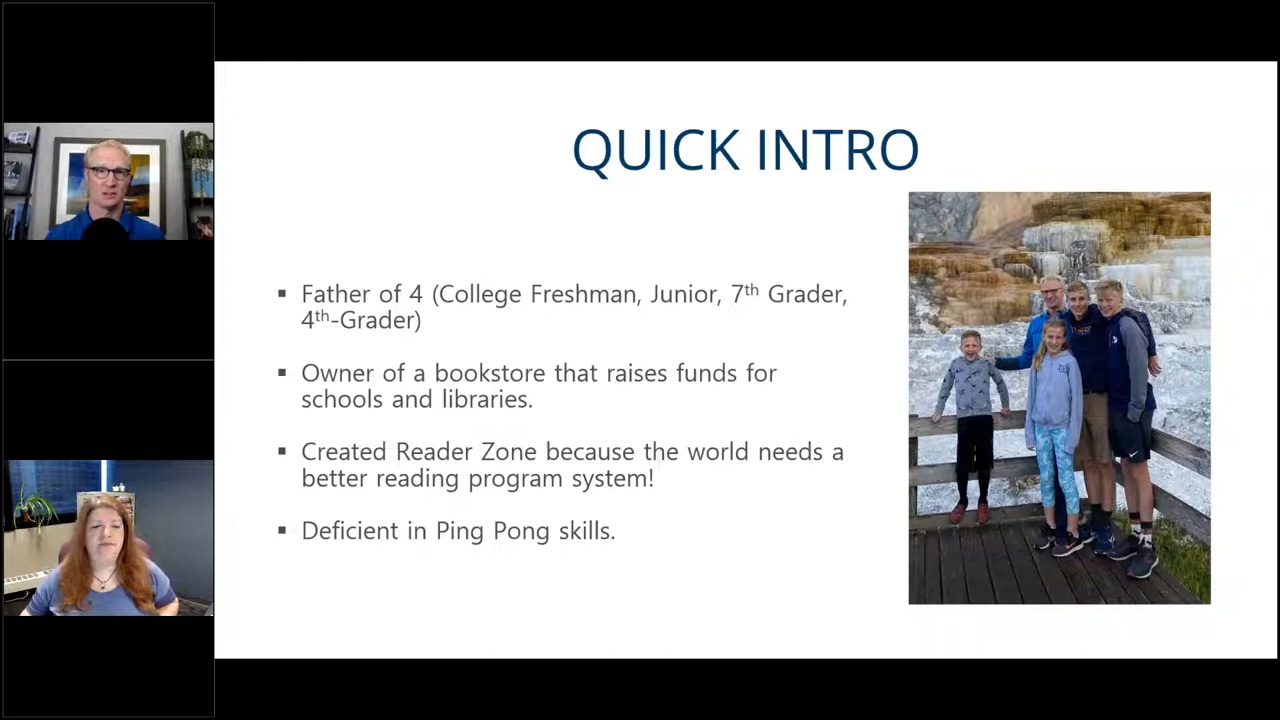 QUICK INTRO
▪ Father of 4 (College Freshman, Junior, 7th Grader,
4th-Grader)
▪ Owner of a bookstore that raises funds for
schools and libraries.
▪ Created Reader Zone because the world needs a
better reading program system!
▪ Deficient in Ping Pong skills.